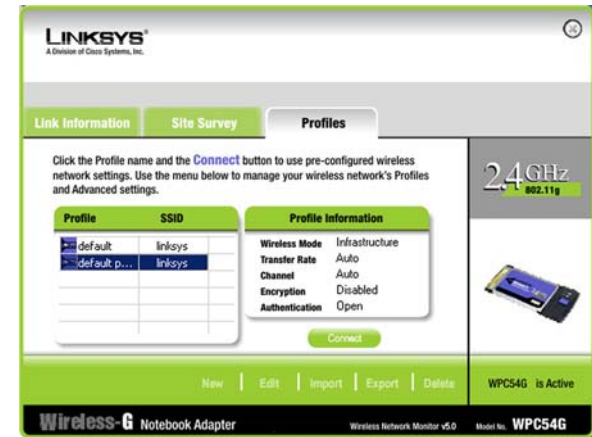 LINKSYS®
A Division of Cisco Systems, Inc.
Link Information Site Survey Profiles
Click the Profile name and the Connect button to use pre-configured wireless
network settings. Use the menu below to manage your wireless network's Profiles
and Advanced settings.
2.4GHz
802.11g
Profile SSID
default linksys
default p... linksys
Profile Information
Wireless Mode Infrastructure
Transfer Rate Auto
Channel Auto
Encryption Disabled
Authentication Open
Connect
New | Edit | Import | Export | Delete
WPC54G is Active
Wireless-G Notebook Adapter
Wireless Network Monitor v5.0
Model No. WPC54G